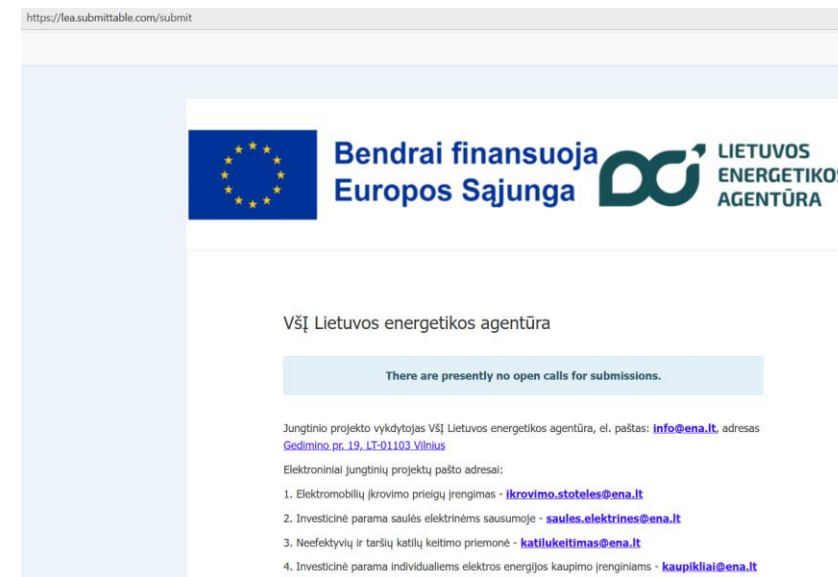 https://lea.submittable.com/submit
Bendrai finansuoja
Europos Sąjunga
LIETUVOS
ENERGETIKOS
AGENTŪRA
VšĮ Lietuvos energetikos agentūra
There are presently no open calls for submissions.
Jungtinio projekto vykdytojas VšĮ Lietuvos energetikos agentūra, el. paštas: info@ena.lt, adresas
Gedimino pr. 19, LT-01103 Vilnius
Elektroniniai jungtinių projektų pašto adresai:
1. Elektromobilių įkrovimo prieigų įrengimas - ikrovimo.stoteles@ena.lt
2. Investicinė parama saulės elektrinėms sausumoje - saules.elektrines@ena.lt
3. Neefektyvių ir taršių katilų keitimo priemonė - katilukeitimas@ena.lt
4. Investicinė parama individualiems elektros energijos kaupimo įrenginiams - kaupikliai@ena.lt